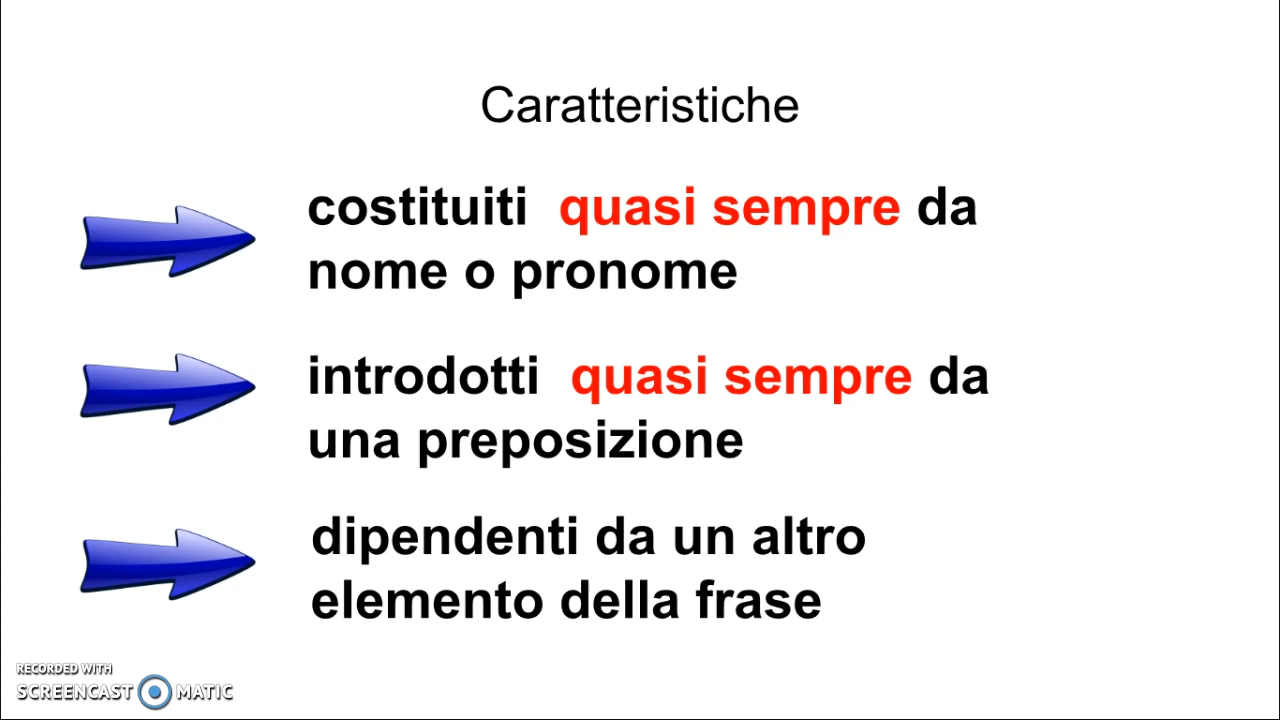 Caratteristiche
costituiti quasi sempre da
nome o pronome
introdotti quasi sempre da
una preposizione
dipendenti da un altro
elemento della frase
RECORDED WITH
SCREENCAST MATIC